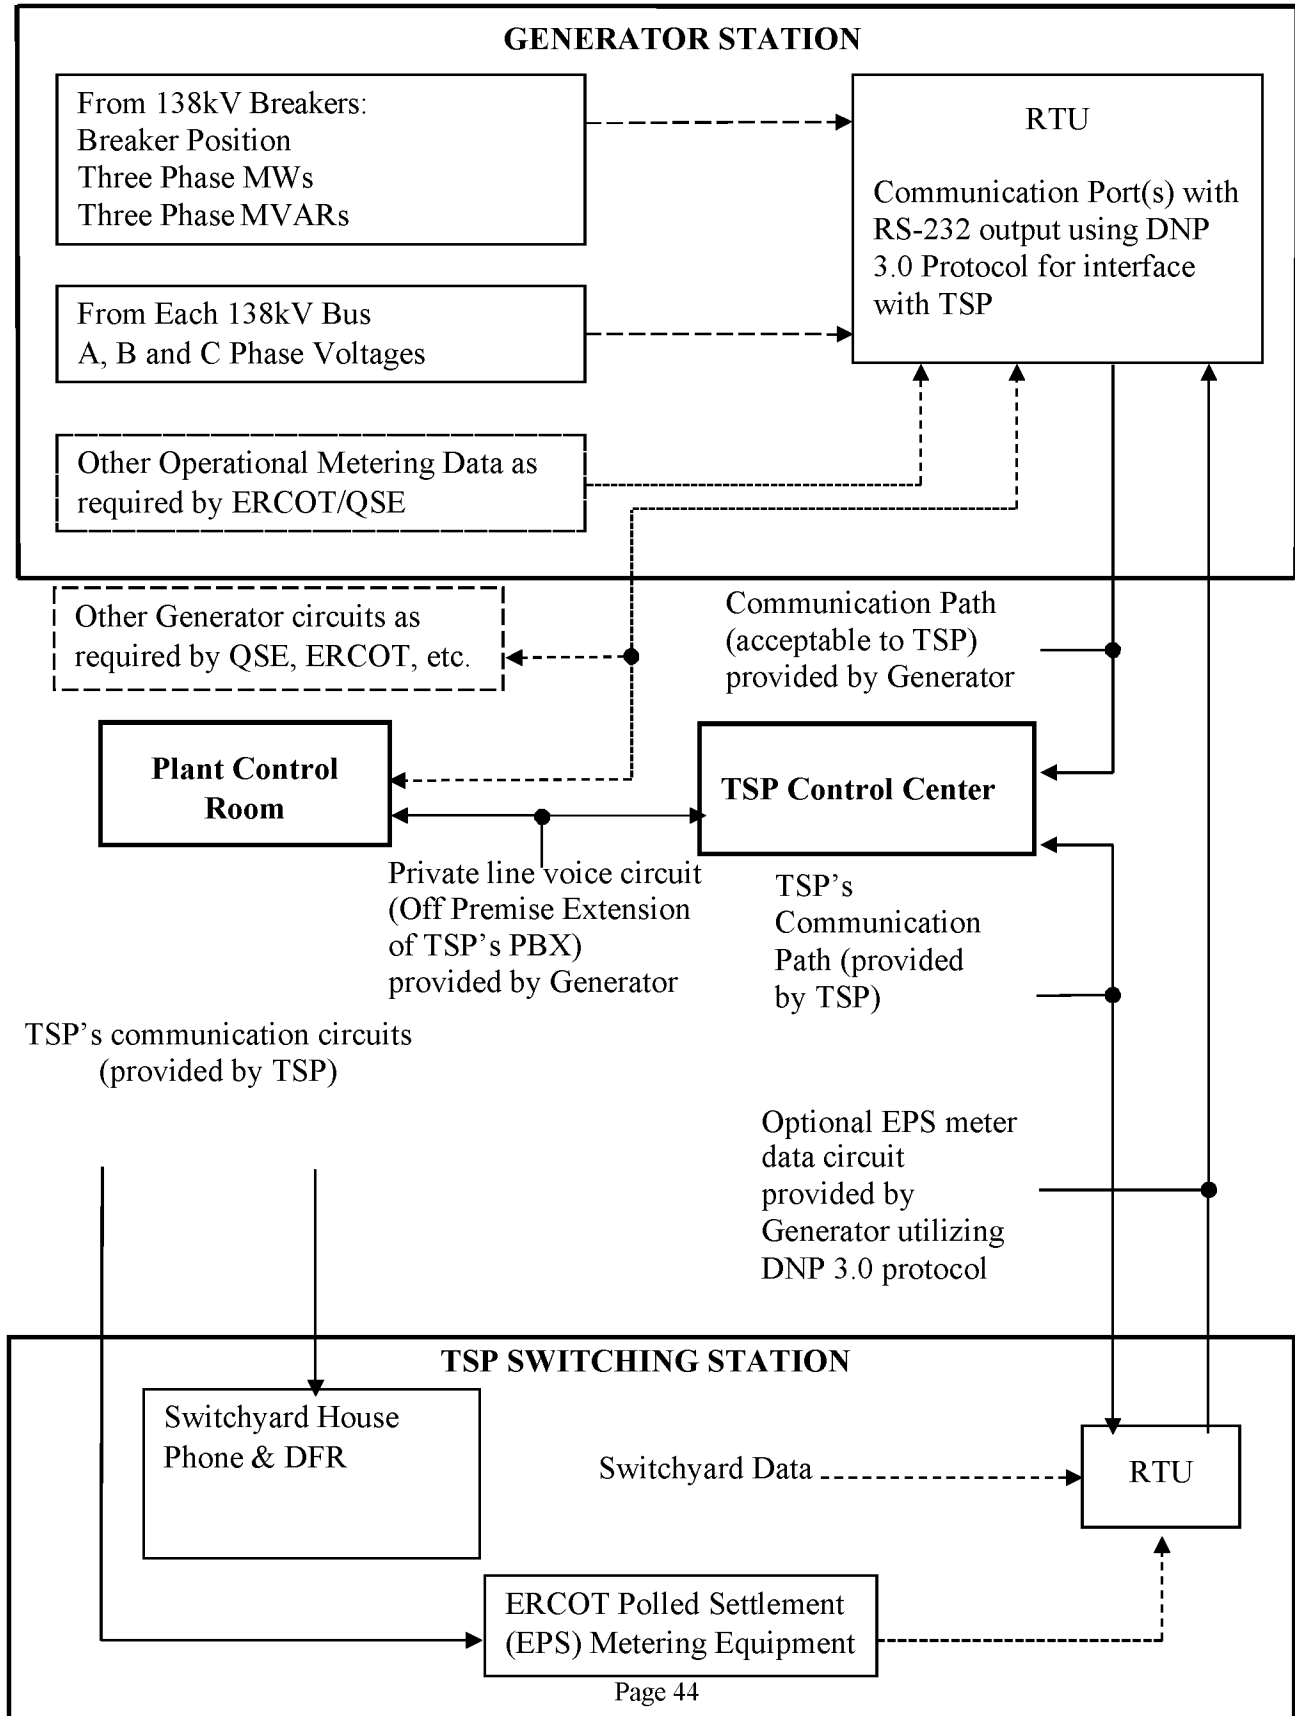 GENERATOR STATION
From 138kV Breakers:
Breaker Position
Three Phase MWs
Three Phase MVARs
RTU
Communication Port(s) with
RS-232 output using DNP
3.0 Protocol for interface
with TSP
From Each 138kV Bus
A, B and C Phase Voltages
Other Operational Metering Data as
required by ERCOT/QSE
Other Generator circuits as
required by QSE, ERCOT, etc.
Communication Path
(acceptable to TSP)
provided by Generator
Plant Control
Room
TSP Control Center
Private line voice circuit
(Off Premise Extension
of TSP's PBX)
provided by Generator
TSP's
Communication
Path (provided
by TSP)
TSP's communication circuits
(provided by TSP)
Optional EPS meter
data circuit
provided by
Generator utilizing
DNP 3.0 protocol
TSP SWITCHING STATION
Switchyard House
Phone & DFR
Switchyard Data
RTU
ERCOT Polled Settlement
(EPS) Metering Equipment
Page 44